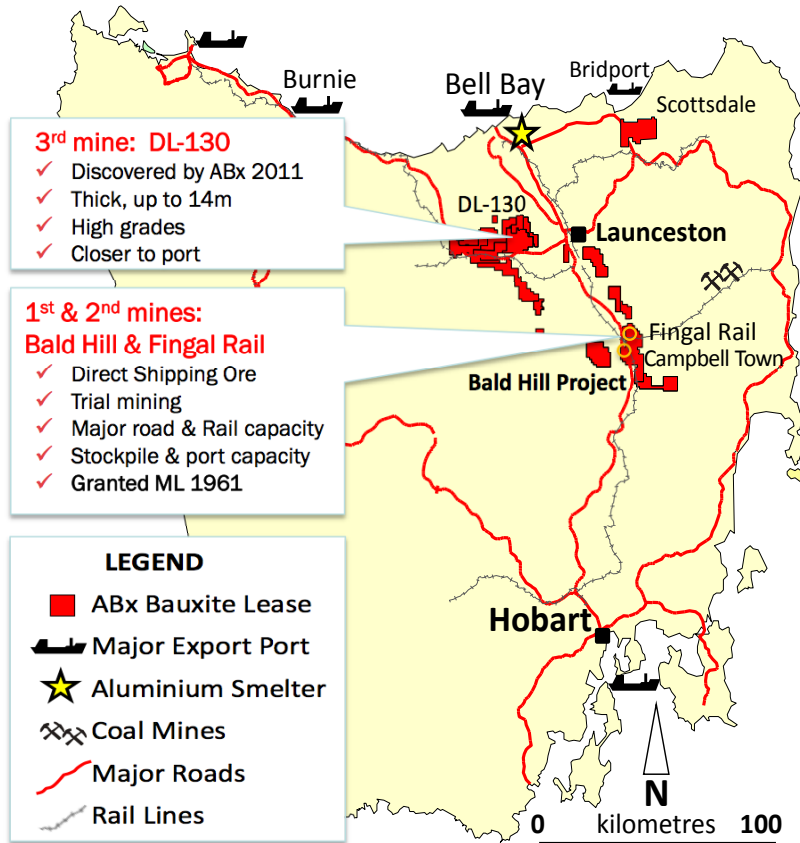 Burnie
Bell Bay
Bridport
Scottsdale
3rd mine: DL-130
✓ Discovered by ABx 2011
✓ Thick, up to 14m
✓ High grades
✓ Closer to port
DL-130
Launceston
1st & 2nd mines:
Bald Hill & Fingal Rail
✓ Direct Shipping Ore
✓ Trial mining
✓ Major road & Rail capacity
✓ Stockpile & port capacity
✓ Granted ML 1961
Fingal Rail
Campbell Town
Bald Hill Project
LEGEND
ABx Bauxite Lease
Major Export Port
Aluminium Smelter
Coal Mines
Major Roads
Rail Lines
Hobart
N
0 kilometres 100